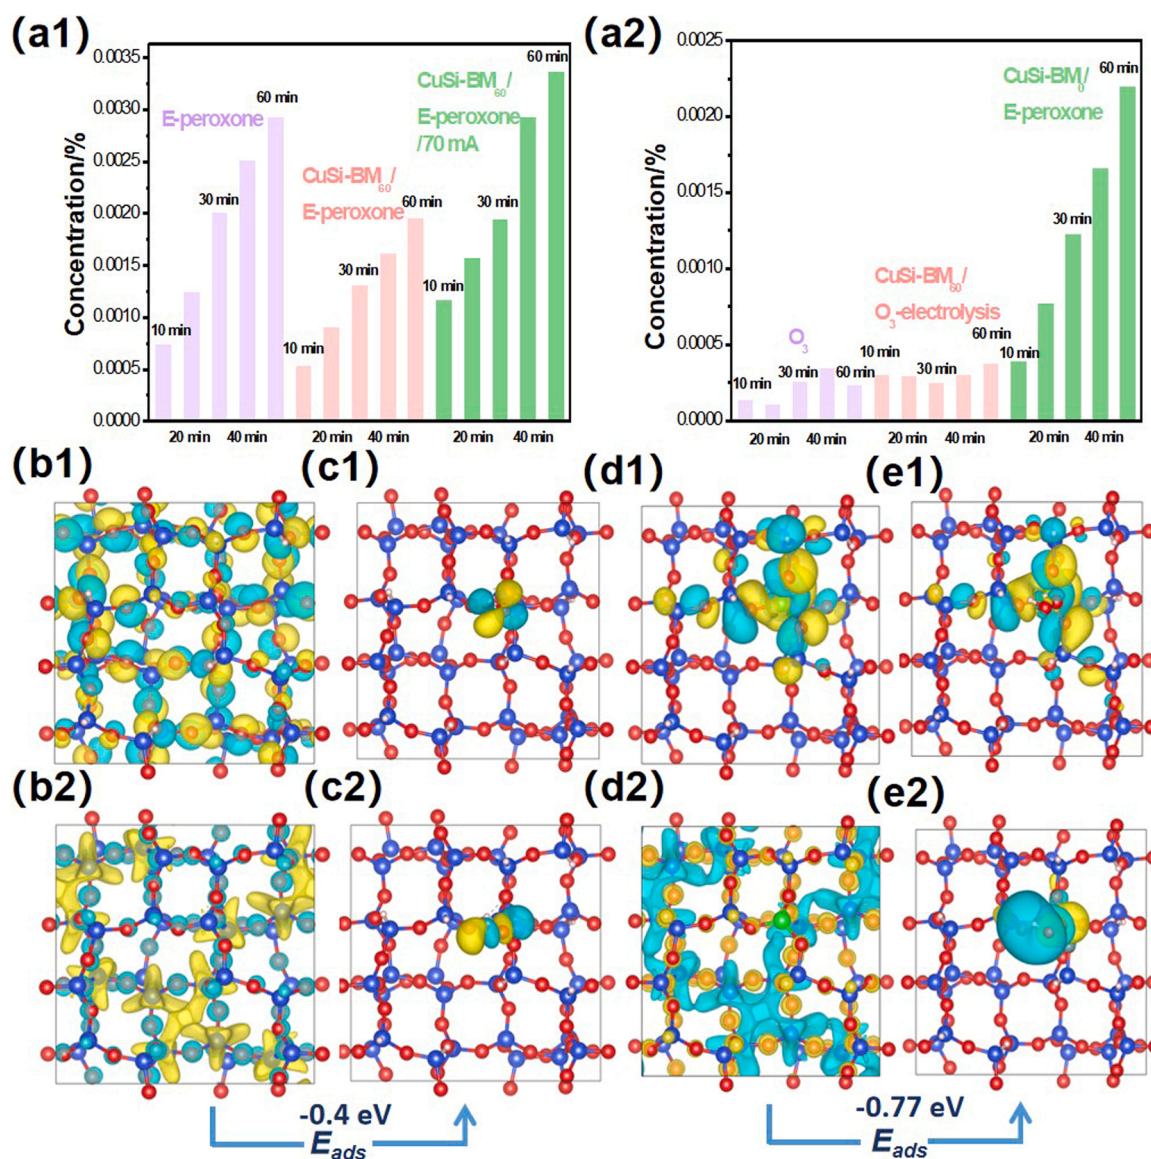 (a1)
Concentration/%
0.0035
0.0030
0.0025
0.0020
0.0015
0.0010
0.0005
0.0000
E-peroxone
10 min
30 min
60 min
CuSi-BM60/
E-peroxone
10 min
30 min
60 min
CuSi-BM60/
E-peroxone
/70 mA
10 min
30 min
60 min
20 min
40 min
20 min
40 min
20 min
40 min
(a2)
Concentration/%
0.0025
0.0020
0.0015
0.0010
0.0005
0.0000
O3
10 min
30 min
60 min
CuSi-BM60/
O3-electrolysis
10 min
30 min
60 min
CuSi-BM0/
E-peroxone
10 min
30 min
60 min
20 min
40 min
20 min
40 min
20 min
40 min
(b1)
(c1)
(d1)
(e1)
(b2)
(c2)
(d2)
(e2)
-0.4 eV
Eads
-0.77 eV
Eads